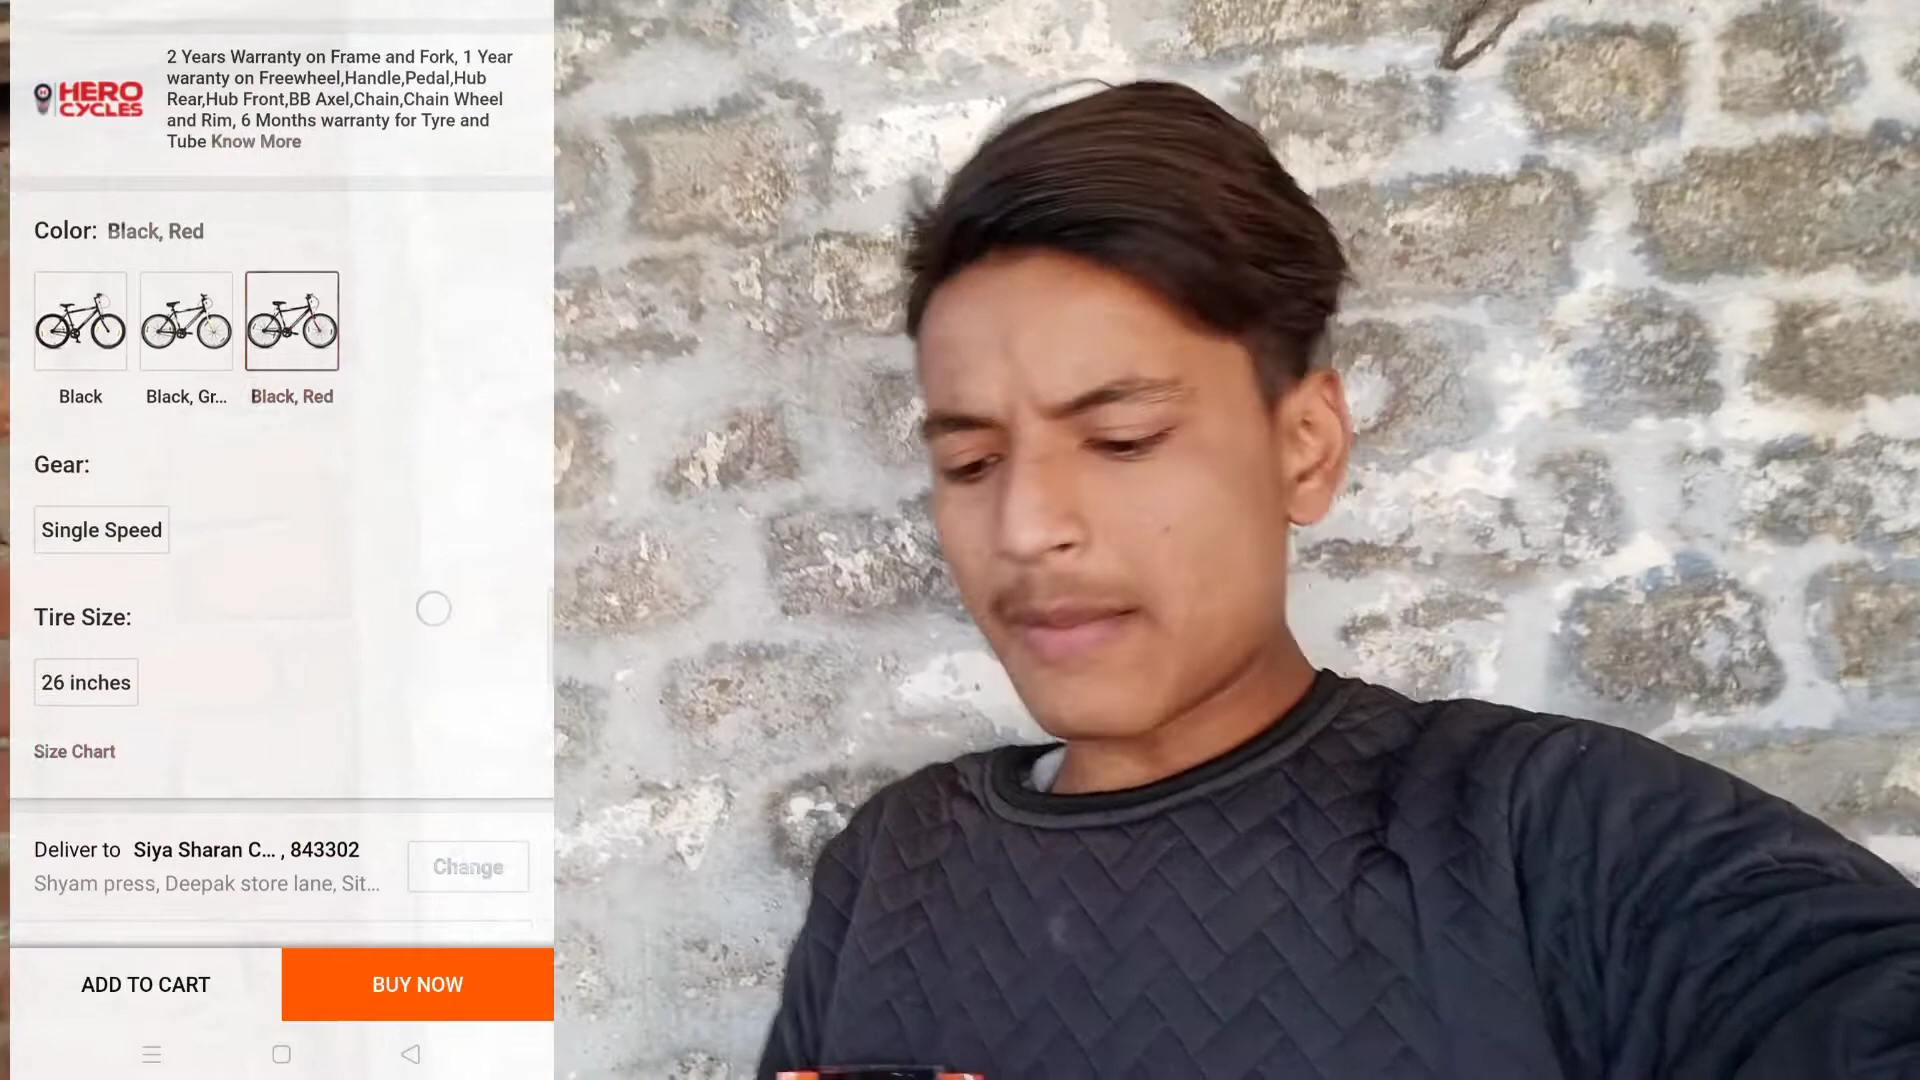 2 Years Warranty on Frame and Fork, 1 Year
waranty on Freewheel,Handle,Pedal,Hub
Rear,Hub Front,BB Axel,Chain,Chain Wheel
and Rim, 6 Months warranty for Tyre and
Tube Know More
HERO
CYCLES
Color: Black, Red
Black
Black, Gr...
Black, Red
Gear:
Single Speed
Tire Size:
26 inches
Size Chart
Deliver to Siya Sharan C... , 843302
Change
Shyam press, Deepak store lane, Sit...
ADD TO CART
BUY NOW